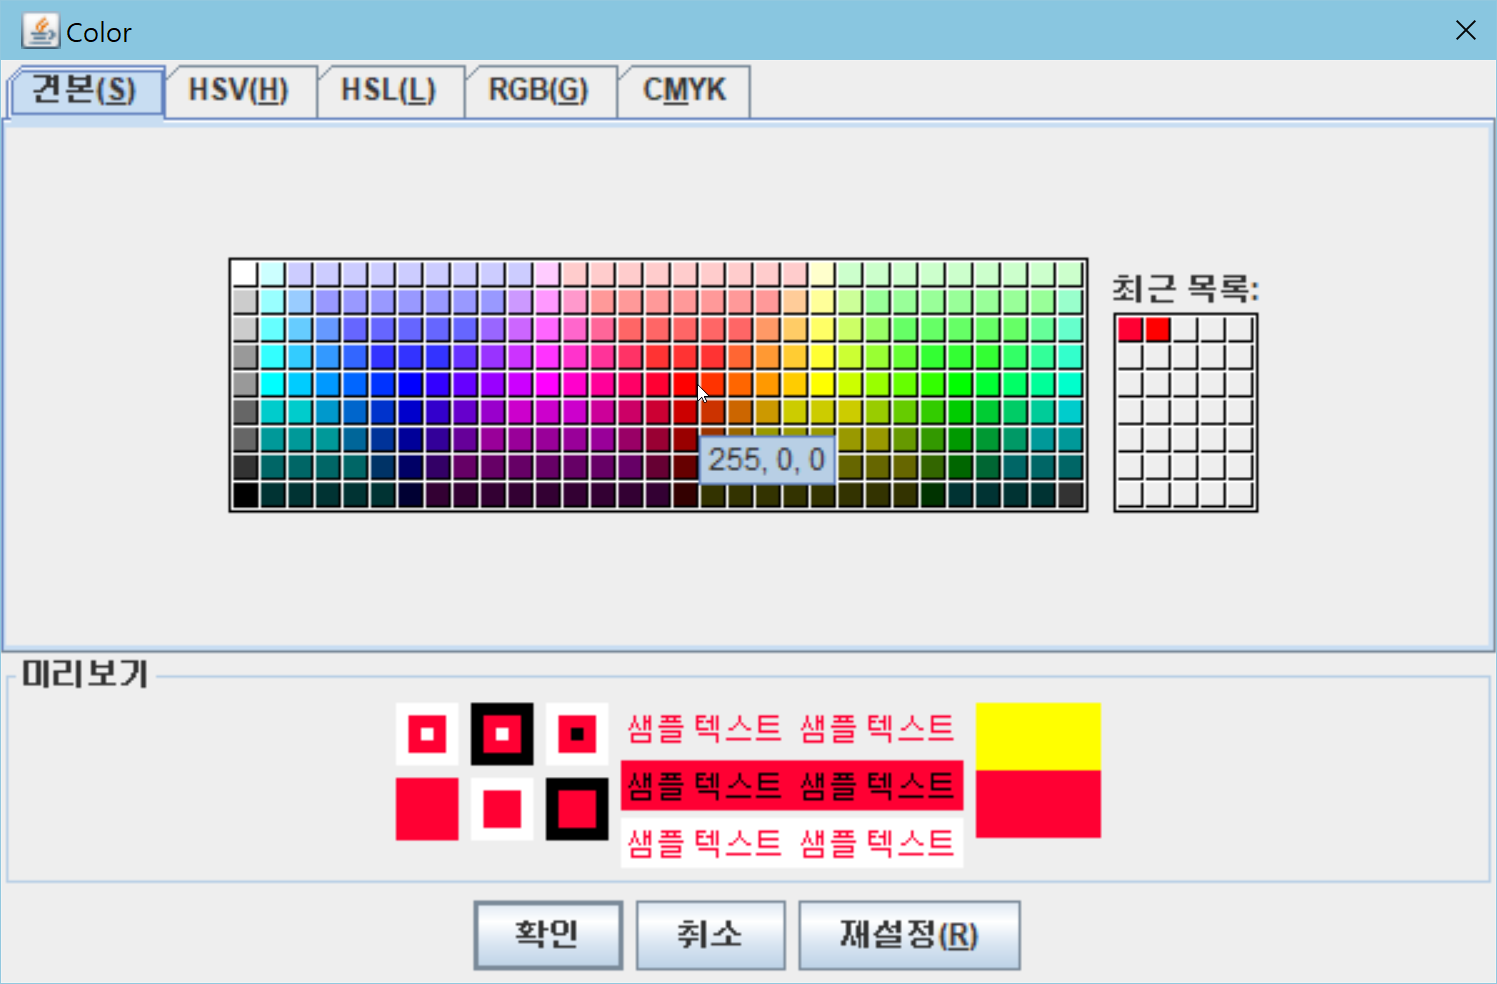 Color
견본(S) HSV(H) HSL(L) RGB(G) CMYK
최근 목록:
255, 0, 0
미리 보기
샘플 텍스트 샘플 텍스트
샘플 텍스트 샘플 텍스트
샘플 텍스트 샘플 텍스트
확인 취소 재설정(R)